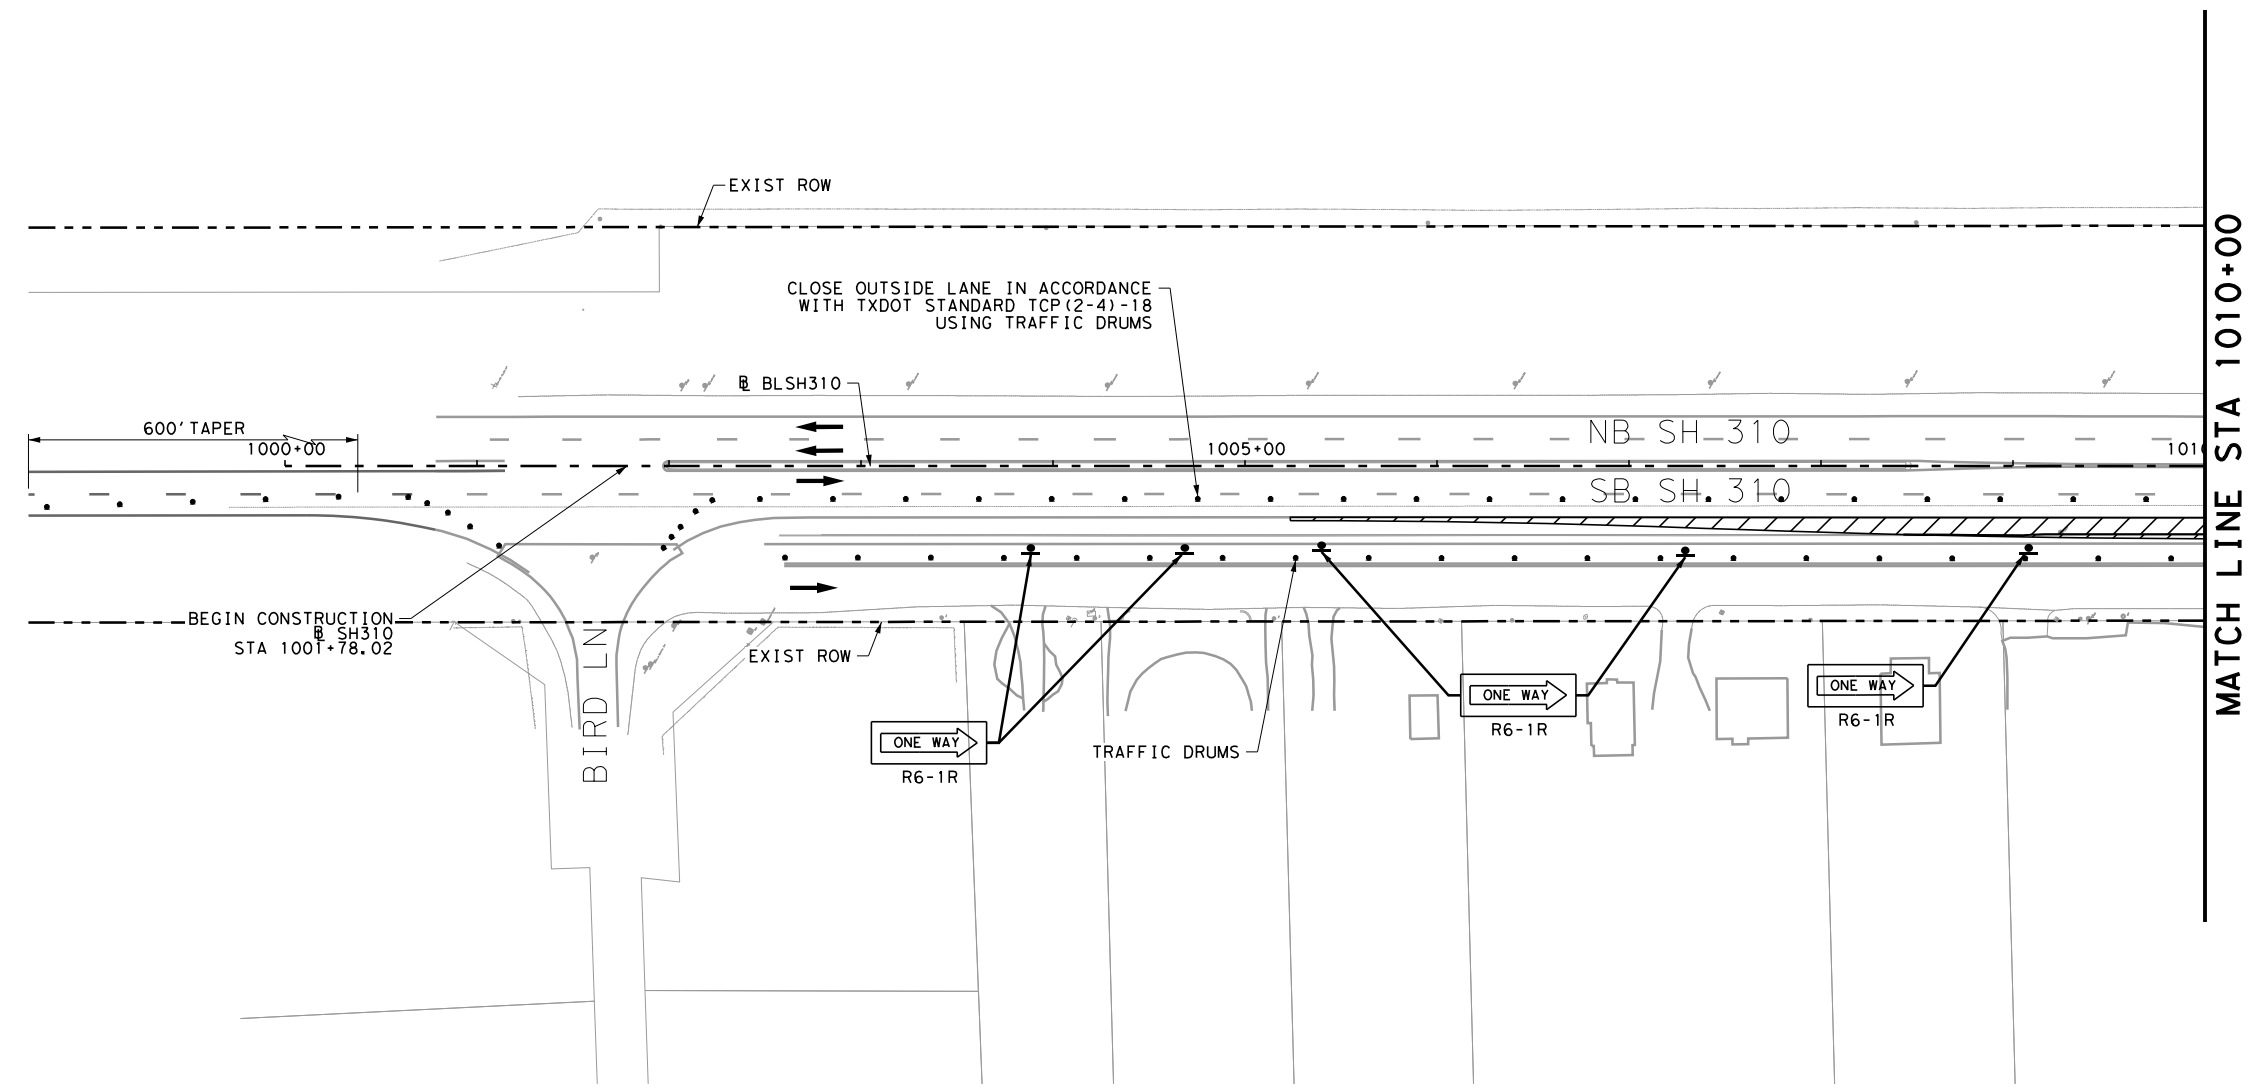 EXIST ROW
CLOSE OUTSIDE LANE IN ACCORDANCE
WITH TXDOT STANDARD TCP(2-4)-18
USING TRAFFIC DRUMS
BL BLSH310
600' TAPER
1000+00
1005+00
1010
NB SH 310
SB SH 310
MATCH LINE STA 1010+00
BEGIN CONSTRUCTION
BL SH310
STA 1001+78.02
BIRD LN
EXIST ROW
ONE WAY
R6-1R
TRAFFIC DRUMS
ONE WAY
R6-1R
ONE WAY
R6-1R